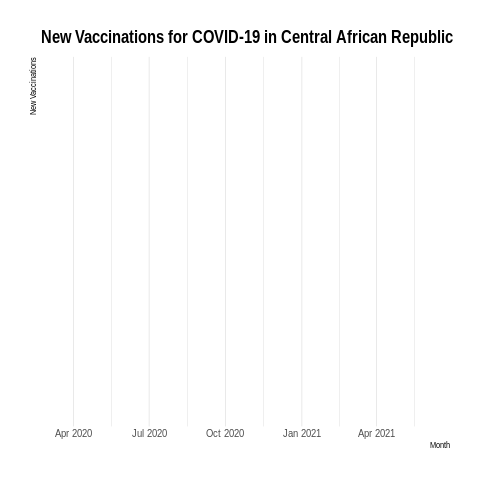 New Vaccinations for COVID-19 in Central African Republic
New Vaccinations
Apr 2020 Jul 2020 Oct 2020 Jan 2021 Apr 2021
Month